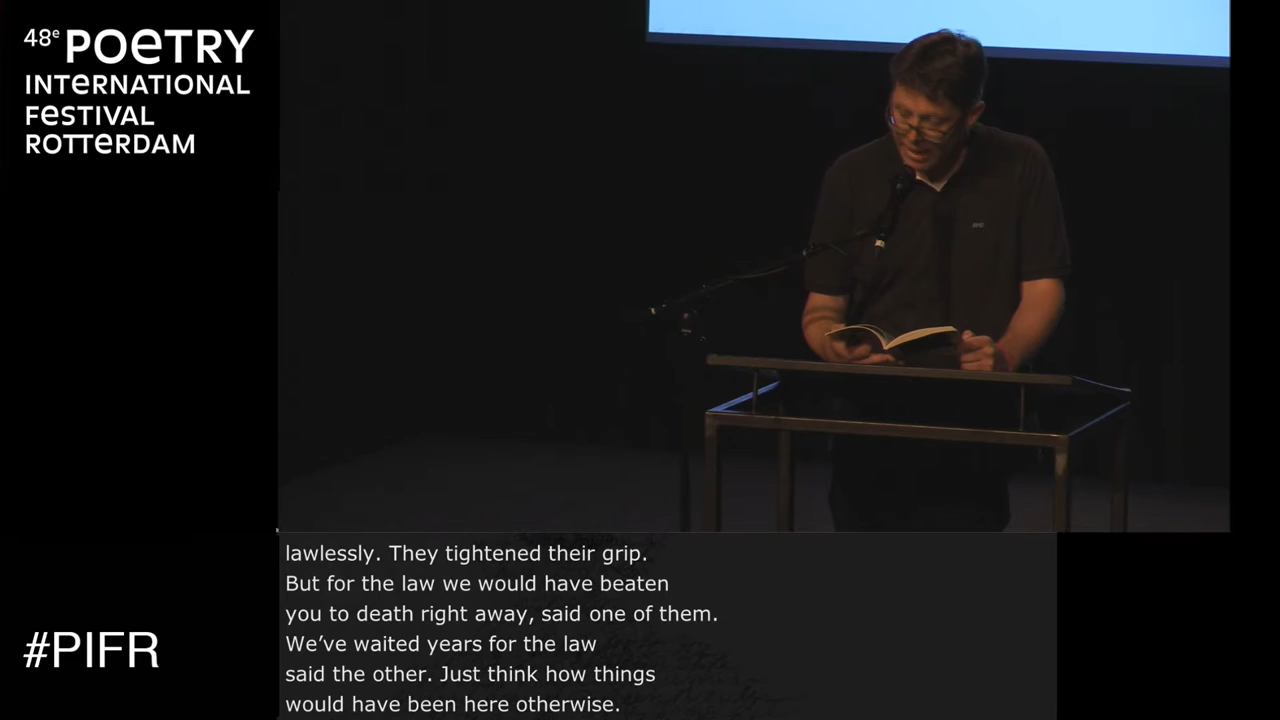 48e POeTRY
INTeRNATIONAL
FeSTIVAL
ROTTeRDAM
lawlessly. They tightened their grip.
But for the law we would have beaten
you to death right away, said one of them.
We’ve waited years for the law
said the other. Just think how things
would have been here otherwise.
#PIFR